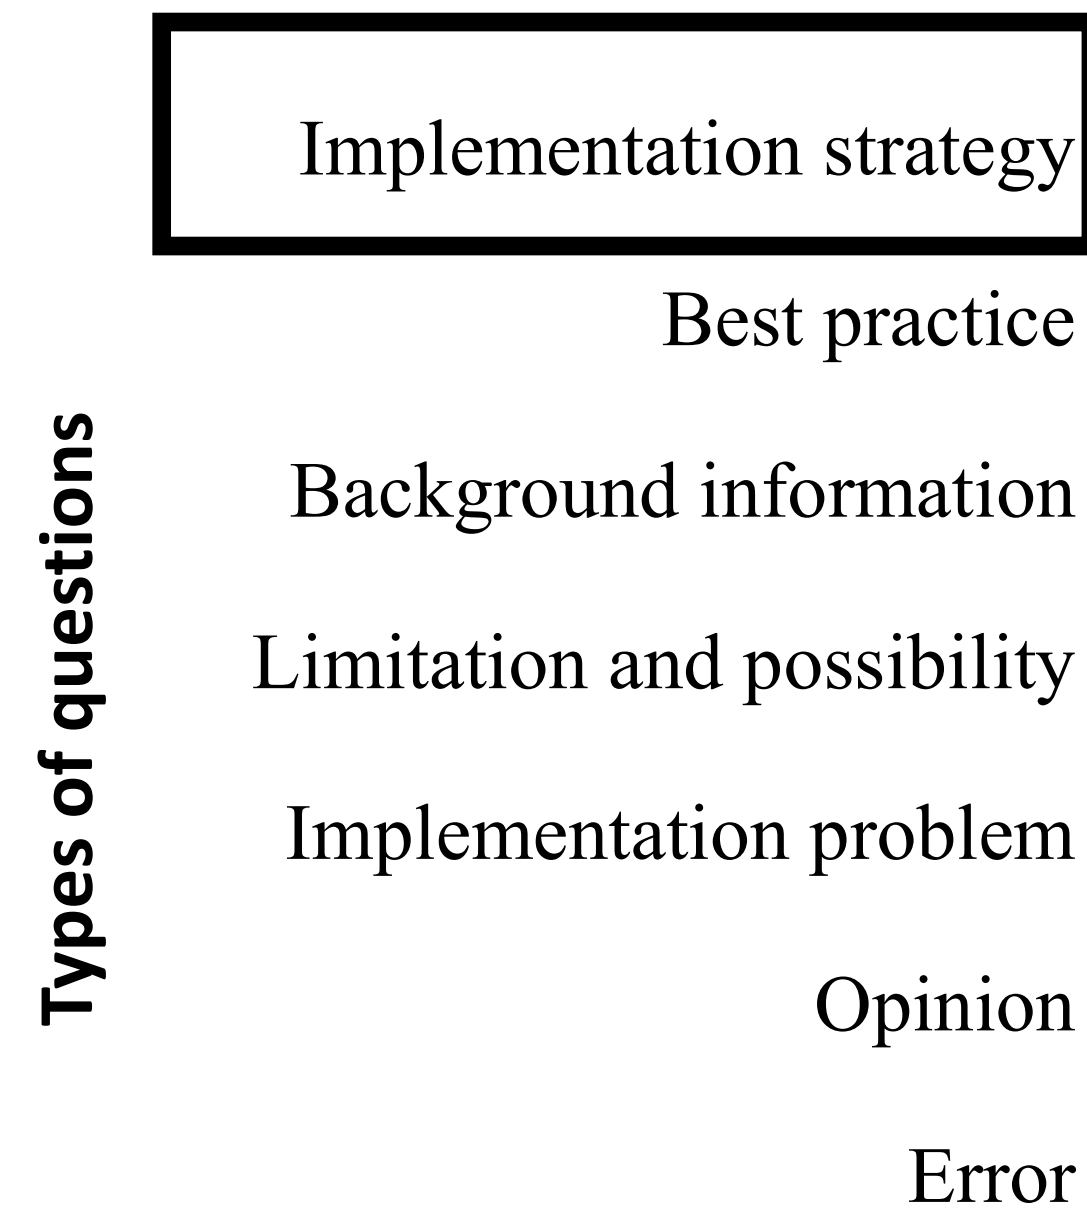 Types of questions
Implementation strategy
Best practice
Background information
Limitation and possibility
Implementation problem
Opinion
Error